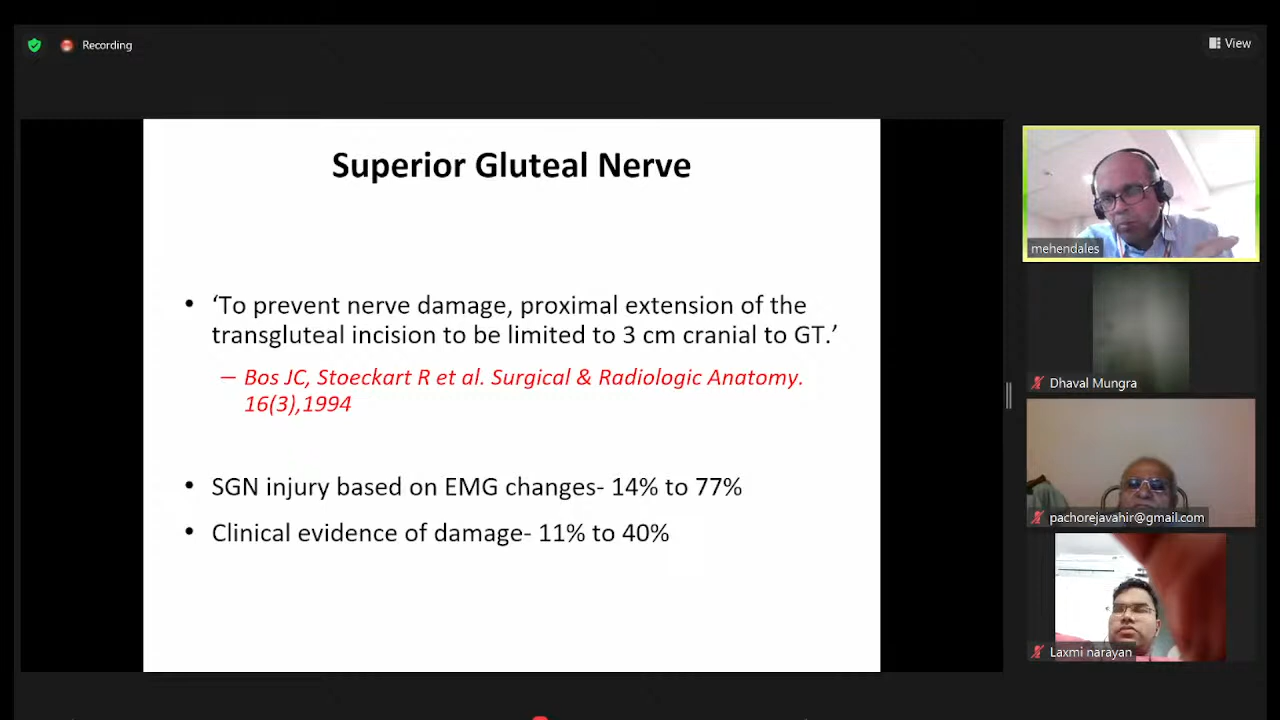 Recording
View
Superior Gluteal Nerve
• ‘To prevent nerve damage, proximal extension of the
transgluteal incision to be limited to 3 cm cranial to GT.’
– Bos JC, Stoeckart R et al. Surgical & Radiologic Anatomy.
16(3),1994
• SGN injury based on EMG changes- 14% to 77%
• Clinical evidence of damage- 11% to 40%
mehendales
Dhaval Mungra
pachorejavahir@gmail.com
Laxmi narayan